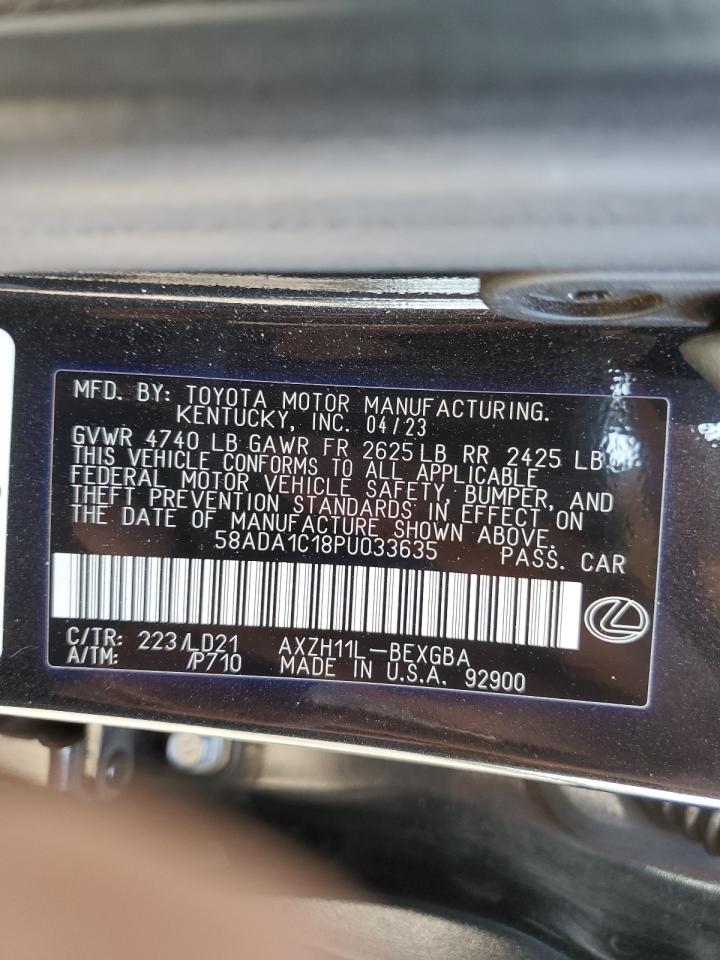 MFD. BY: TOYOTA MOTOR MANUFACTURING.
KENTUCKY, INC. 04/23
GVWR 4740 LB GAWR FR 2625 LB RR 2425 LB
THIS VEHICLE CONFORMS TO ALL APPLICABLE
FEDERAL MOTOR VEHICLE SAFETY, BUMPER, AND
THEFT PREVENTION STANDARDS IN EFFECT ON
THE DATE OF MANUFACTURE SHOWN ABOVE.
58ADA1C18PU033635 PASS. CAR
C/TR: 223/LD21 AXZH11L-BEXGBA
A/TM: /P710 MADE IN U.S.A. 92900